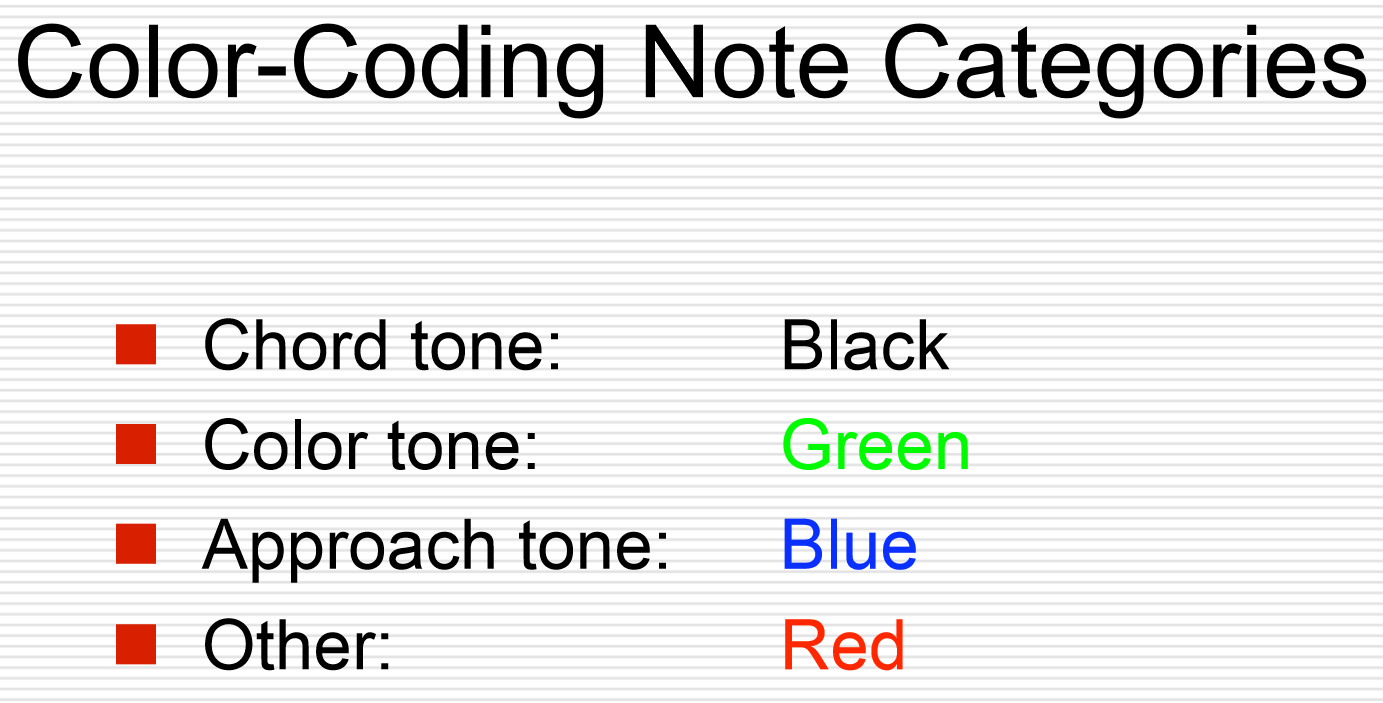 Color-Coding Note Categories
Chord tone: Black
Color tone: Green
Approach tone: Blue
Other: Red